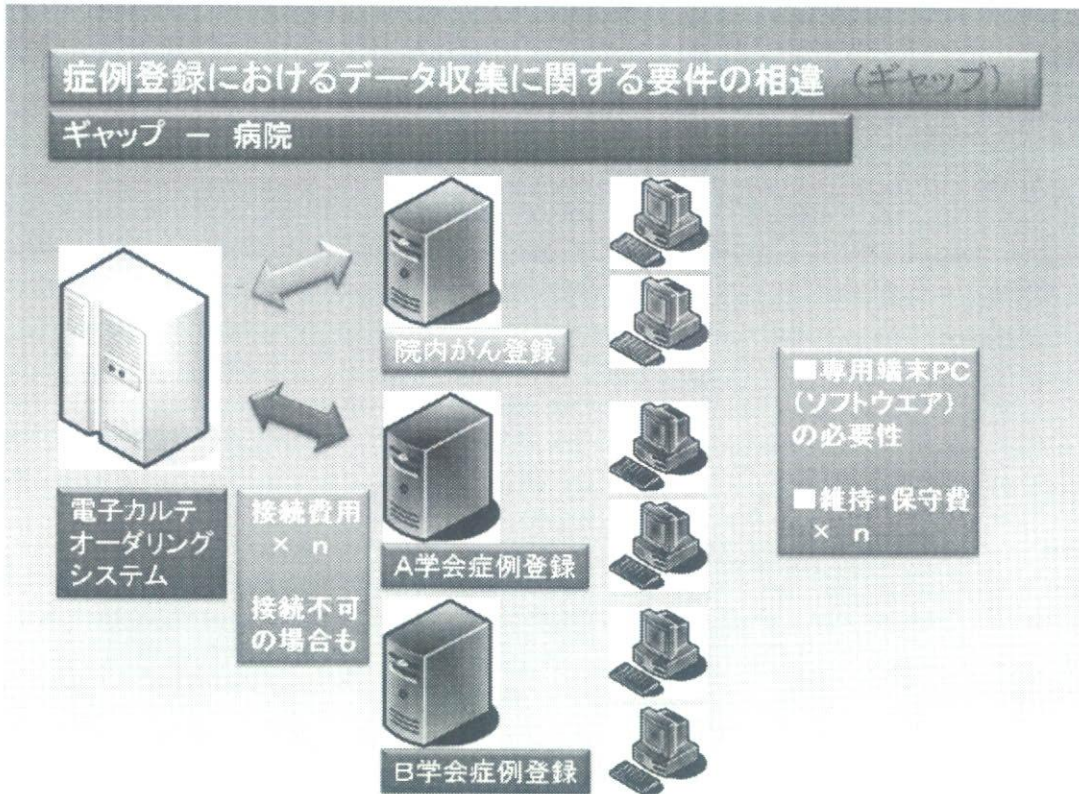 症例登録におけるデータ収集に関する要件の相違（ギャップ）
ギャップ － 病院
院内がん登録
■専用端末PC
(ソフトウエア)
の必要性
■維持・保守費
× n
電子カルテ
オーダリング
システム
接続費用
× n
接続不可
の場合も
A学会症例登録
B学会症例登録